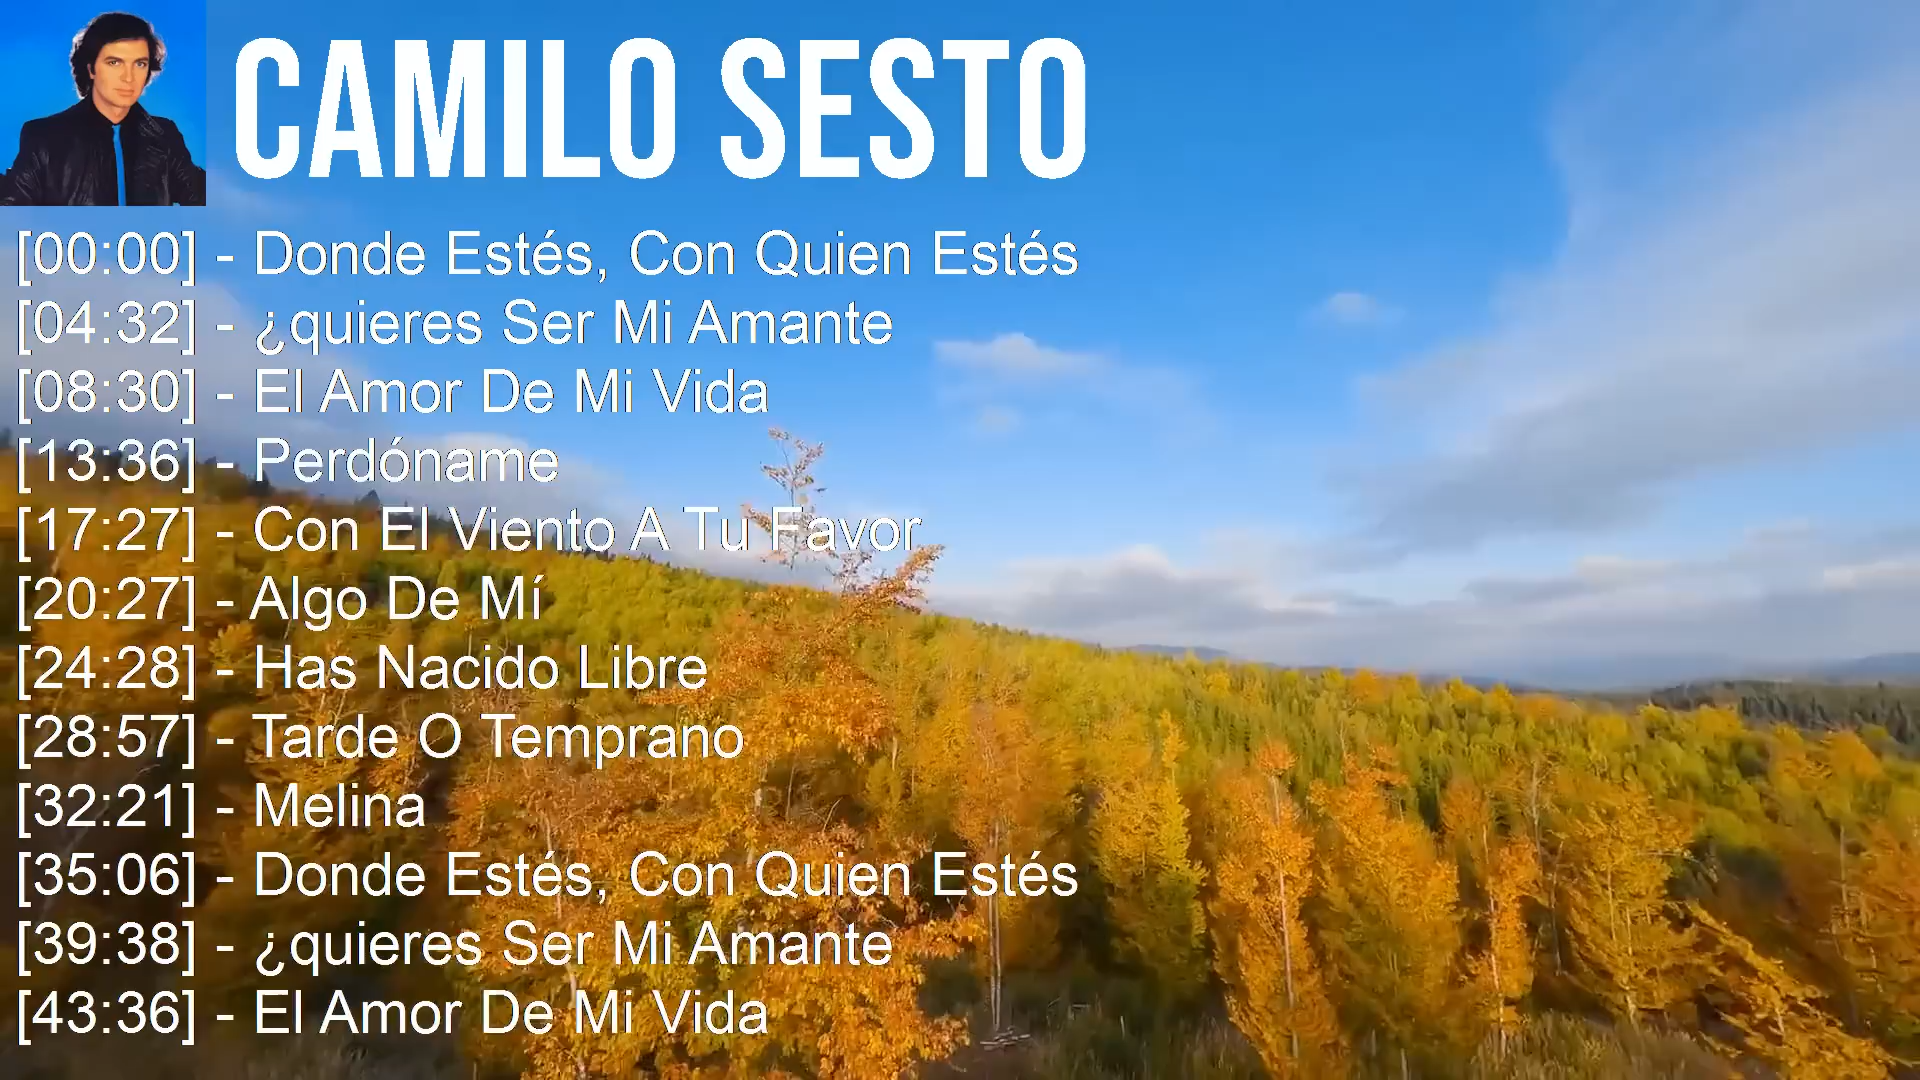 CAMILO SESTO
[00:00] - Donde Estés, Con Quien Estés
[04:32] - ¿quieres Ser Mi Amante
[08:30] - El Amor De Mi Vida
[13:36] - Perdóname
[17:27] - Con El Viento A Tu Favor
[20:27] - Algo De Mí
[24:28] - Has Nacido Libre
[28:57] - Tarde O Temprano
[32:21] - Melina
[35:06] - Donde Estés, Con Quien Estés
[39:38] - ¿quieres Ser Mi Amante
[43:36] - El Amor De Mi Vida